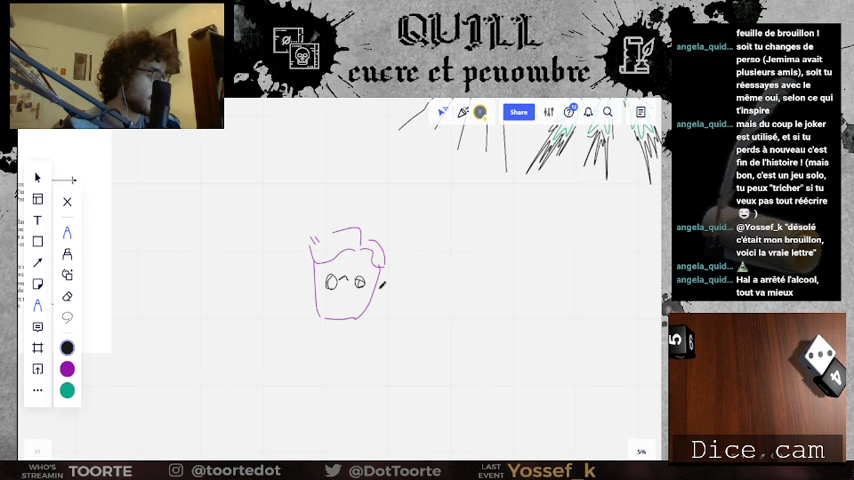 QUILL
encre et penombre
Share
T
5%
feuille de brouillon !
angela_quid... soit tu changes de
perso (Jemima avait
plusieurs amis), soit tu
réessayes avec le
même oui, selon ce qui
t'inspire
angela_quid... mais du coup le joker
est utilisé, et si tu
perds à nouveau c'est
fin de l'histoire ! (mais
bon, c'est un jeu solo,
tu peux "tricher" si tu
veux pas tout réécrire
)
angela_quid... @Yossef_k "désolé
c'était mon brouillon,
voici la vraie lettre"
angela_quid...
angela_quid... Hal a arrêté l'alcool,
tout va mieux
5
4
Dice.cam
WHO'S STREAMIN TOORTE
@toortedot
@DotToorte
LAST EVENT Yossef_k